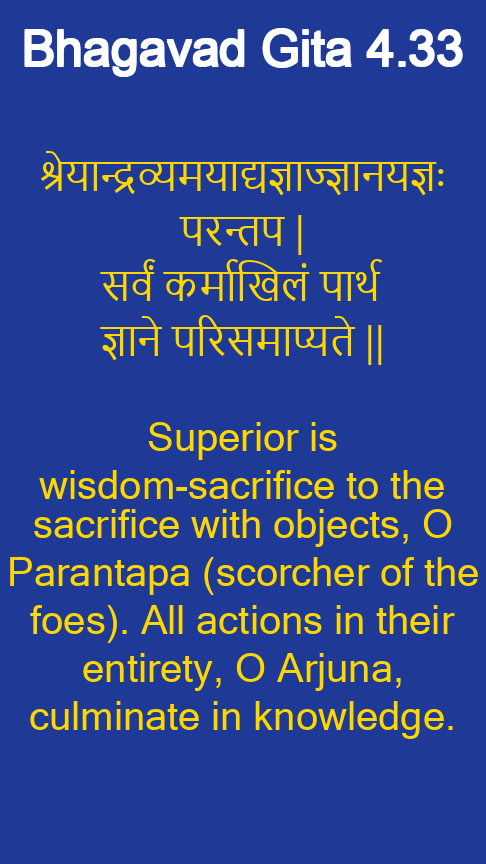 Bhagavad Gita 4.33
श्रेयान्द्रव्यमयाद्यज्ञाज्ज्ञानयज्ञः
परन्तप |
सर्वं कर्माखिलं पार्थ
ज्ञाने परिसमाप्यते ||
Superior is
wisdom-sacrifice to the
sacrifice with objects, O
Parantapa (scorcher of the
foes). All actions in their
entirety, O Arjuna,
culminate in knowledge.